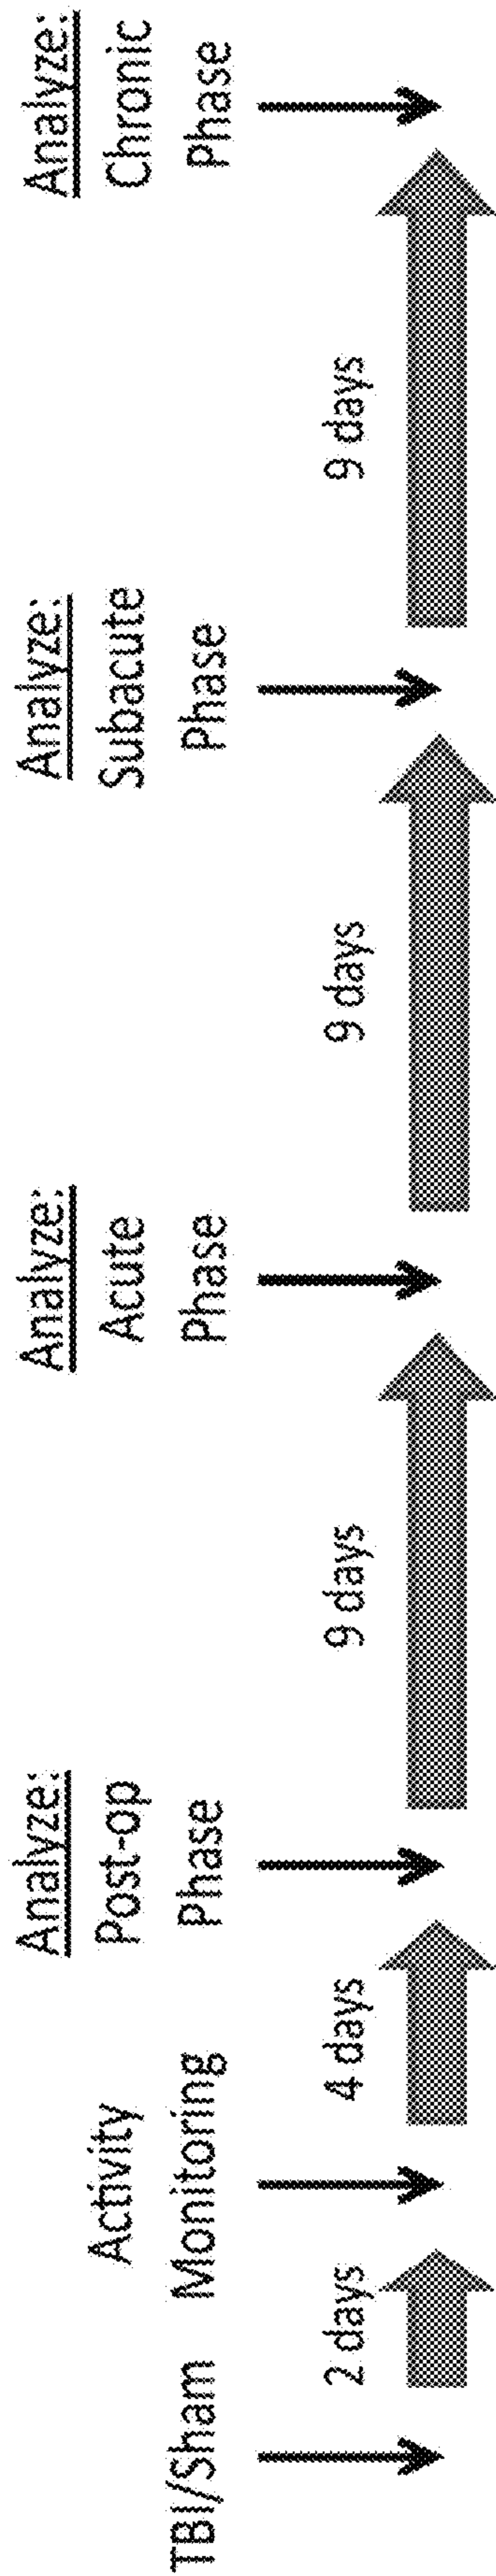 TBI/Sham
Activity
Monitoring
Analyze:
Post-op
Phase
Analyze:
Acute
Phase
Analyze:
Subacute
Phase
Analyze:
Chronic
Phase
2 days
4 days
9 days
9 days
9 days